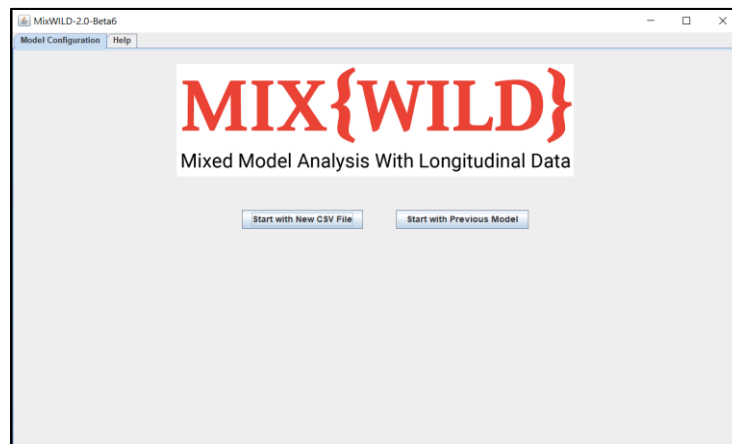 MixWILD-2.0-Beta6
Model Configuration Help
MIX{WILD}
Mixed Model Analysis With Longitudinal Data
Start with New CSV File Start with Previous Model